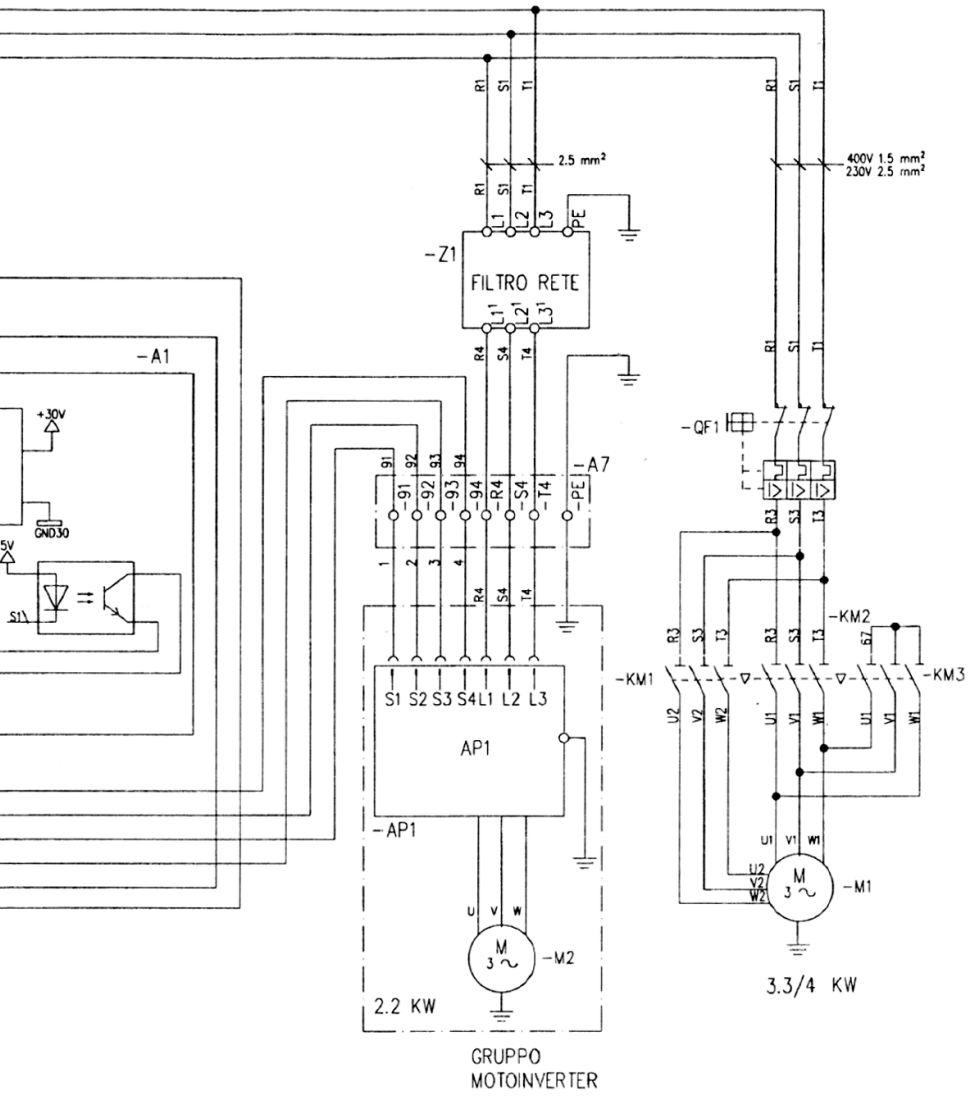 R1 S1 T1
R1 S1 T1
2.5 mm²
400V 1.5 mm²
230V 2.5 mm²
R1 S1 T1
L1 L2 L3 PE
-Z1
FILTRO RETE
L1¹ L2¹ L3¹
R4 S4 T4
R1 S1 T1
-A1
+30V
GND30
5V
S1\
-QF1
91 92 93 94
-A7
-91 -92 -93 -94 -R4 -S4 -T4 -PE
1 2 3 4 R4 S4 T4
R3 S3 T3
-KM2
R3 S3 T3 R3 S3 T3 67
-KM1
-KM3
U2 V2 W2 U1 V1 W1 U1 V1 W1
S1 S2 S3 S4 L1 L2 L3
AP1
-AP1
U1 V1 W1
U2
V2
W2
M
3~
-M1
U V W
M
3~
-M2
3.3/4 KW
2.2 KW
GRUPPO
MOTOINVERTER